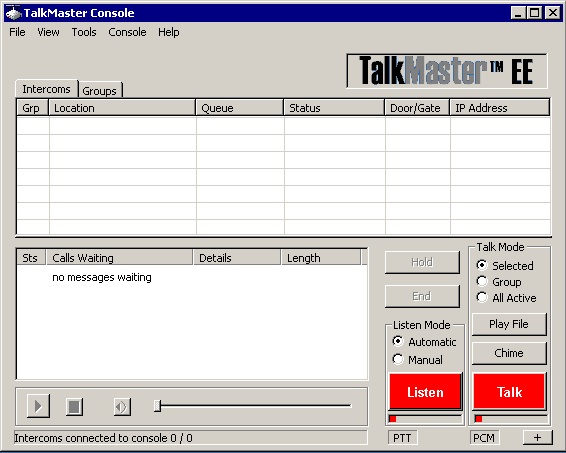 TalkMaster Console
File View Tools Console Help
TalkMaster™ EE
Intercoms Groups
Grp Location Queue Status Door/Gate IP Address
Sts Calls Waiting Details Length
no messages waiting
Hold
End
Talk Mode
Selected
Group
All Active
Play File
Chime
Listen Mode
Automatic
Manual
Listen Talk
Intercoms connected to console 0 / 0 PTT PCM +